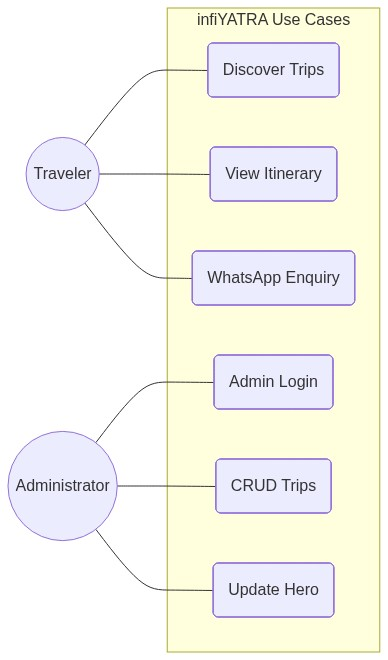 infiYATRA Use Cases
Discover Trips
Traveler
View Itinerary
WhatsApp Enquiry
Admin Login
Administrator
CRUD Trips
Update Hero